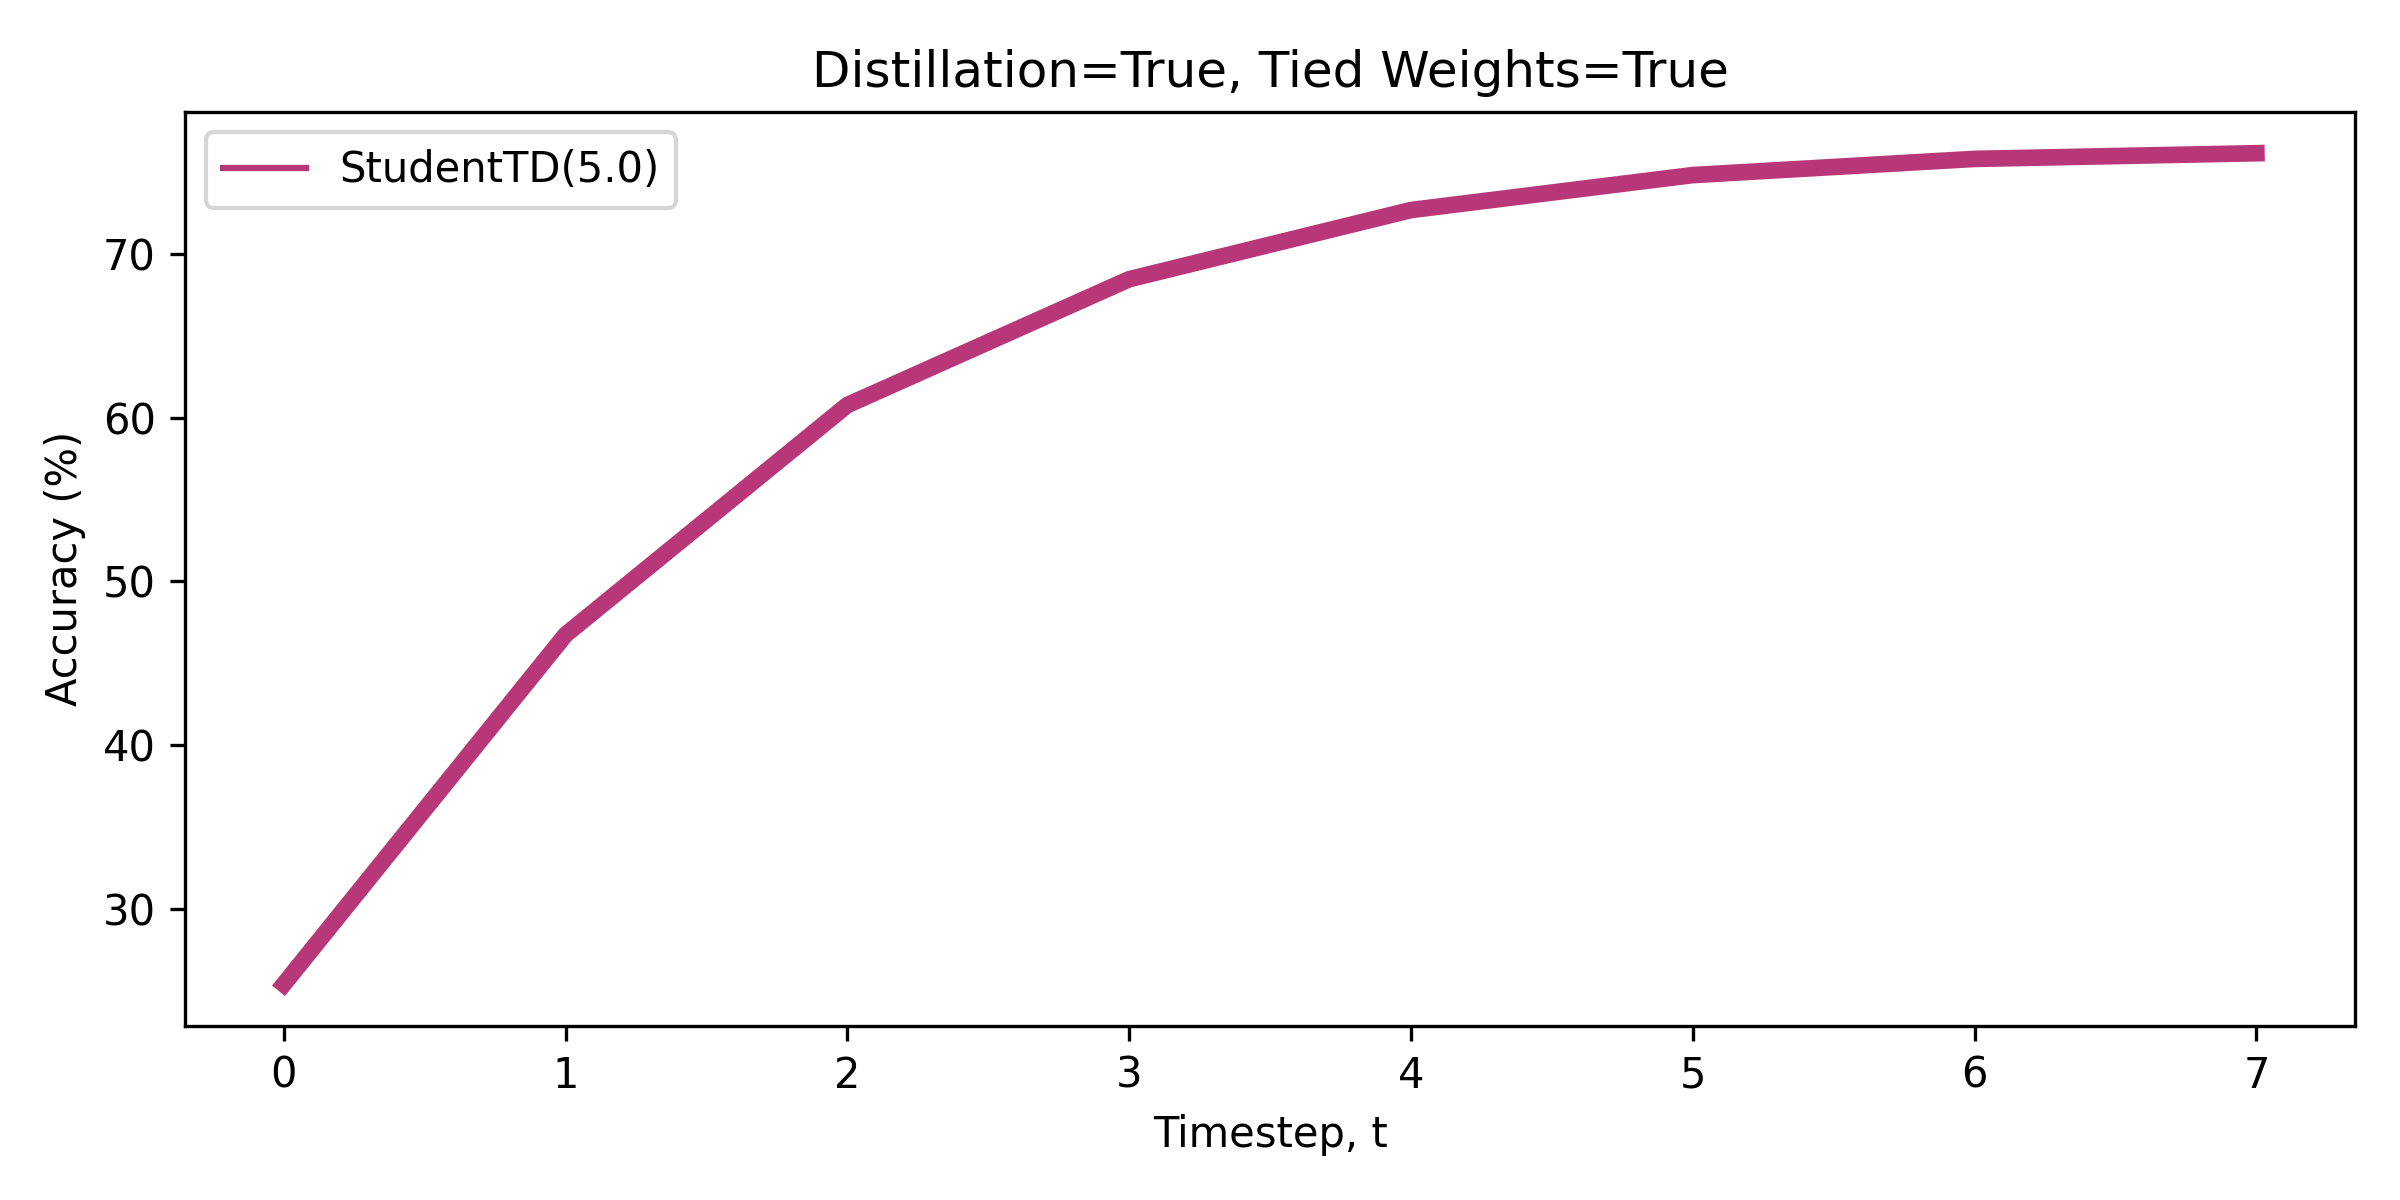 Distillation=True, Tied Weights=True
StudentTD(5.0)
70
60
50
40
30
Accuracy (%)
0 1 2 3 4 5 6 7
Timestep, t